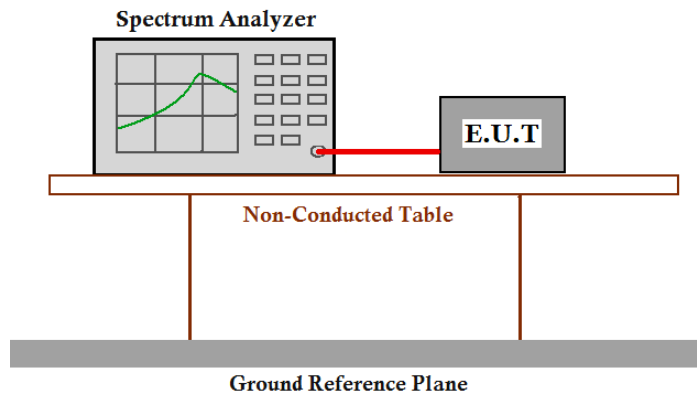 Spectrum Analyzer
E.U.T
Non-Conducted Table
Ground Reference Plane